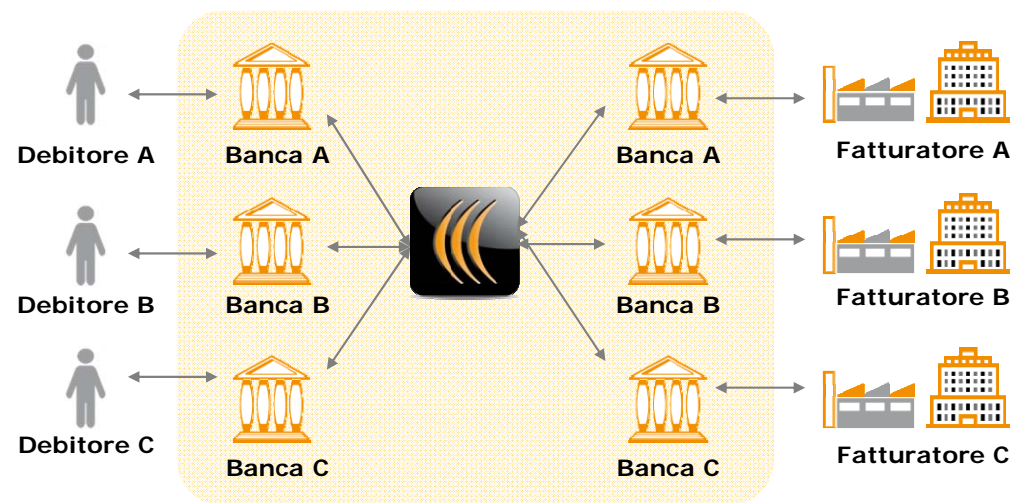 Debitore A
Banca A
Banca A
Fatturatore A
Debitore B
Banca B
Banca B
Fatturatore B
Debitore C
Banca C
Banca C
Fatturatore C